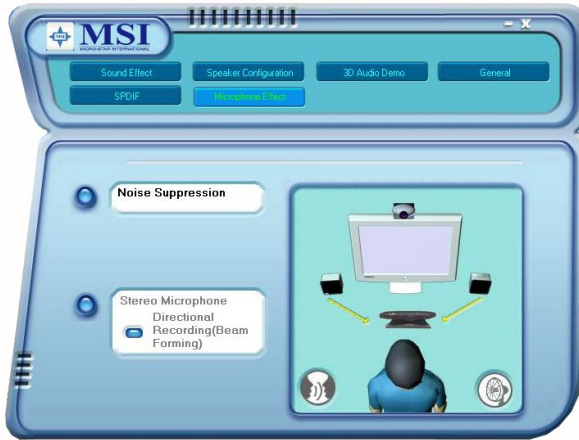 MSI
MICRO-STAR INTERNATIONAL
Sound Effect
Speaker Configuration
3D Audio Demo
General
SPDIF
Microphone Effect
Noise Suppression
Stereo Microphone
Directional
Recording(Beam
Forming)